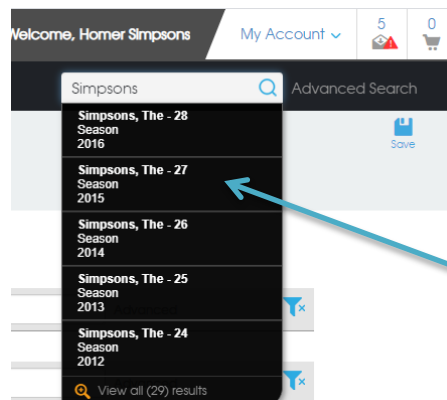 Welcome, Homer Simpsons
My Account
5
0
Simpsons
Advanced Search
Save
Simpsons, The - 28
Season
2016
Simpsons, The - 27
Season
2015
Simpsons, The - 26
Season
2014
Simpsons, The - 25
Season
2013
Simpsons, The - 24
Season
2012
View all (29) results